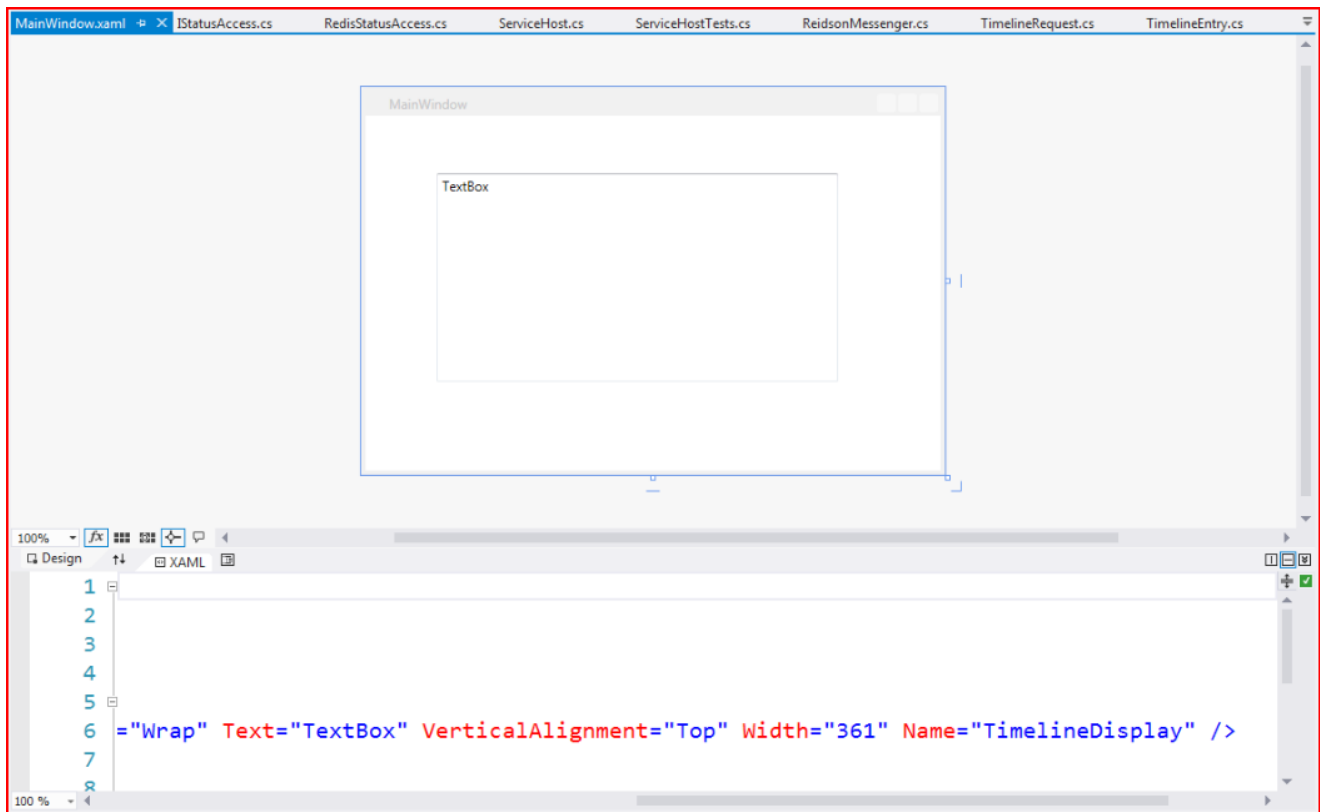 MainWindow.xaml IStatusAccess.cs RedisStatusAccess.cs ServiceHost.cs ServiceHostTests.cs ReidsonMessenger.cs TimelineRequest.cs TimelineEntry.cs
MainWindow
TextBox
100% fx
Design XAML
1
2
3
4
5
6 ="Wrap" Text="TextBox" VerticalAlignment="Top" Width="361" Name="TimelineDisplay" />
7
8
100 %